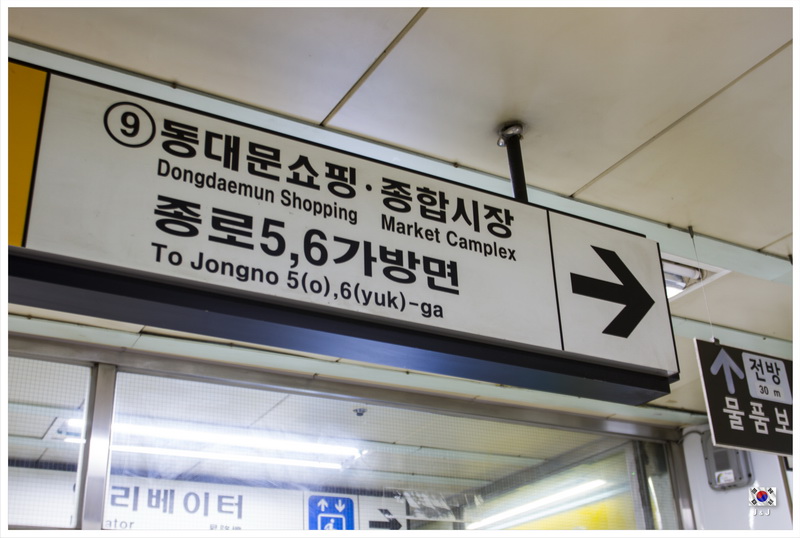 ⑨동대문쇼핑·종합시장
Dongdaemun Shopping Market Camplex
종로5,6가방면
To Jongno 5(o),6(yuk)-ga
전방
30 m
물품보
리베이터
ator
J & J